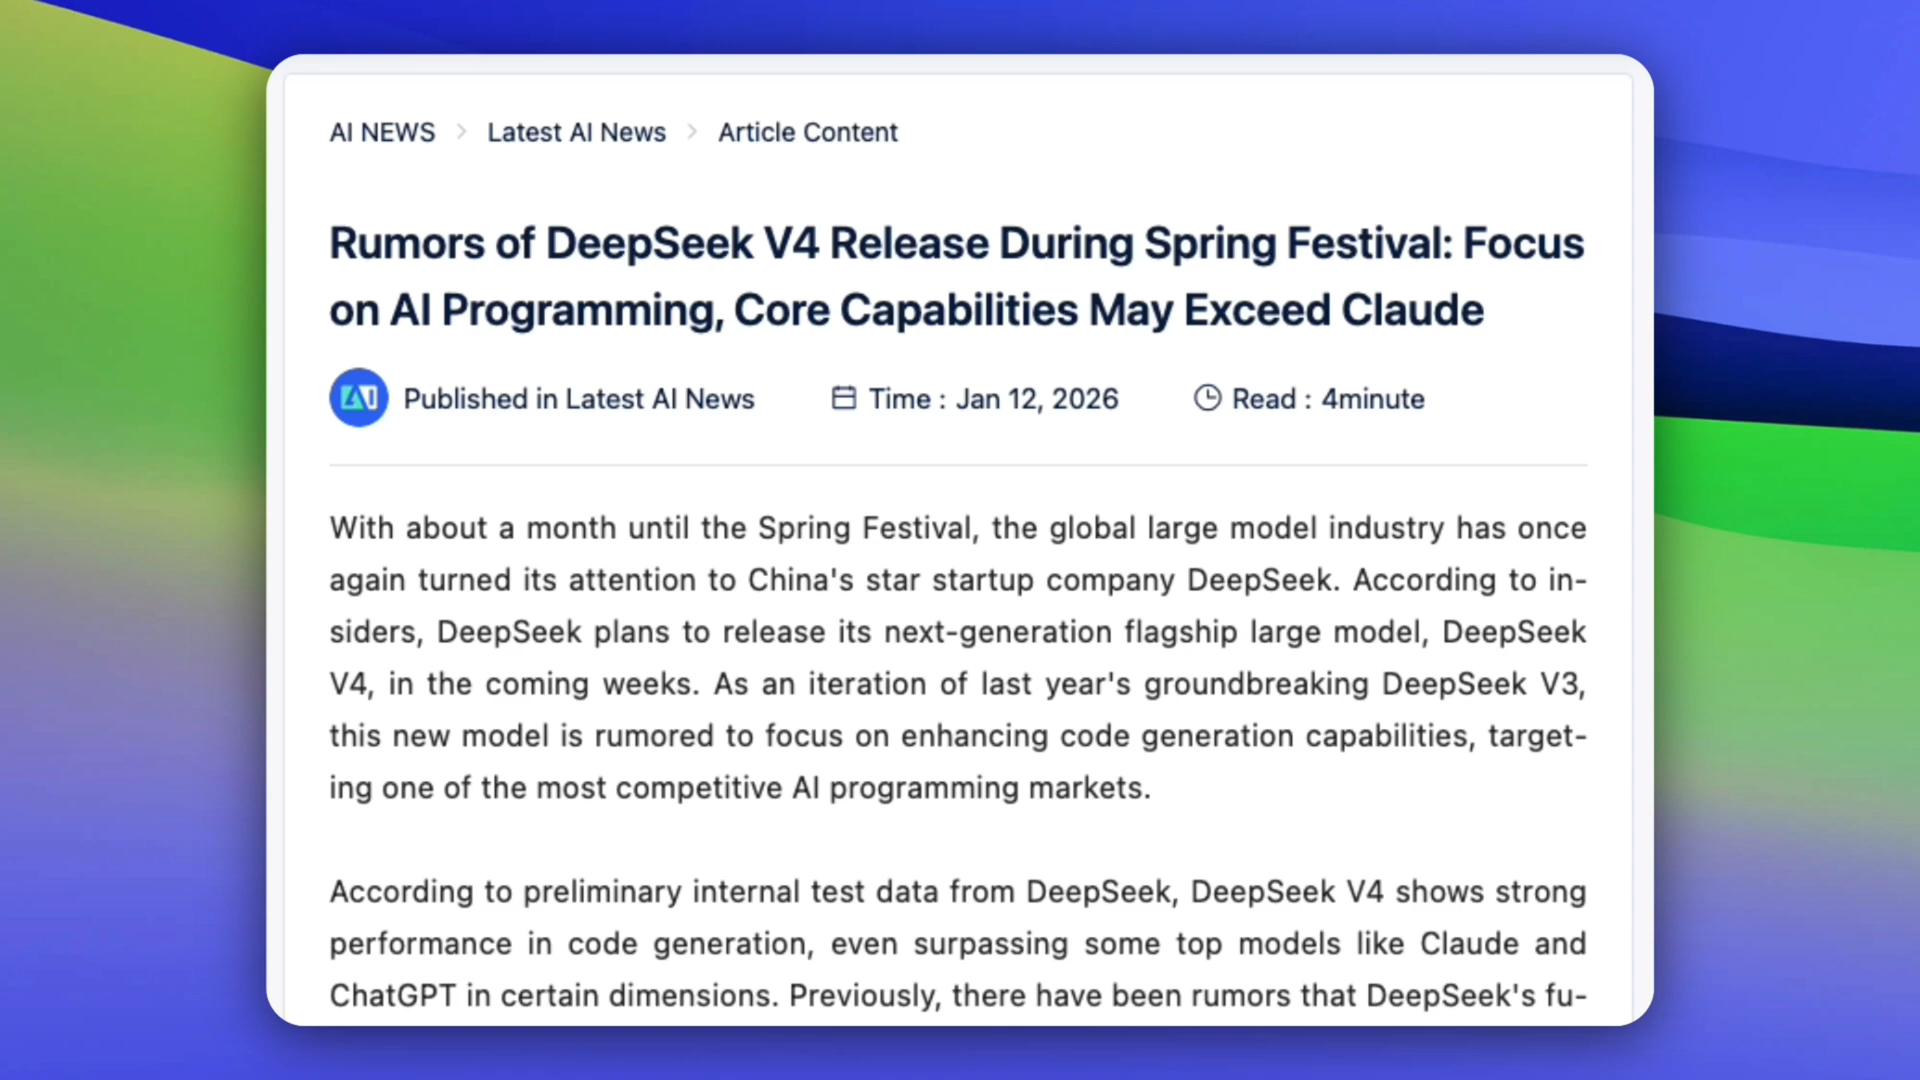 AI NEWS > Latest AI News > Article Content
Rumors of DeepSeek V4 Release During Spring Festival: Focus
on AI Programming, Core Capabilities May Exceed Claude
AI Published in Latest AI News Time : Jan 12, 2026 Read : 4minute
With about a month until the Spring Festival, the global large model industry has once
again turned its attention to China's star startup company DeepSeek. According to in-
siders, DeepSeek plans to release its next-generation flagship large model, DeepSeek
V4, in the coming weeks. As an iteration of last year's groundbreaking DeepSeek V3,
this new model is rumored to focus on enhancing code generation capabilities, target-
ing one of the most competitive AI programming markets.
According to preliminary internal test data from DeepSeek, DeepSeek V4 shows strong
performance in code generation, even surpassing some top models like Claude and
ChatGPT in certain dimensions. Previously, there have been rumors that DeepSeek's fu-